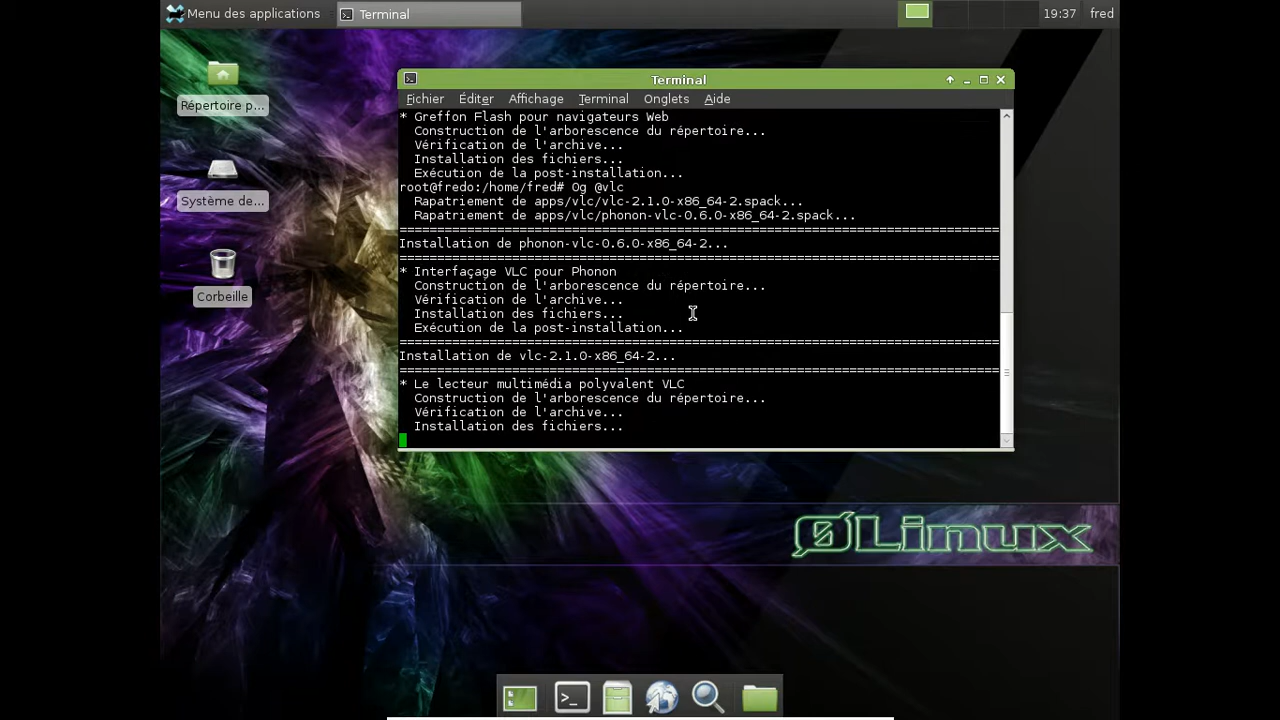 Menu des applications
Terminal
19:37
fred
Répertoire p...
Système de...
Corbeille
Terminal
Fichier Éditer Affichage Terminal Onglets Aide
* Greffon Flash pour navigateurs Web
Construction de l'arborescence du répertoire...
Vérification de l'archive...
Installation des fichiers...
Exécution de la post-installation...
root@fredo:/home/fred# 0g @vlc
Rapatriement de apps/vlc/vlc-2.1.0-x86_64-2.spack...
Rapatriement de apps/vlc/phonon-vlc-0.6.0-x86_64-2.spack...
================================================================================
Installation de phonon-vlc-0.6.0-x86_64-2...
================================================================================
* Interfaçage VLC pour Phonon
Construction de l'arborescence du répertoire...
Vérification de l'archive...
Installation des fichiers...
Exécution de la post-installation...
================================================================================
Installation de vlc-2.1.0-x86_64-2...
================================================================================
* Le lecteur multimédia polyvalent VLC
Construction de l'arborescence du répertoire...
Vérification de l'archive...
Installation des fichiers...
0Linux